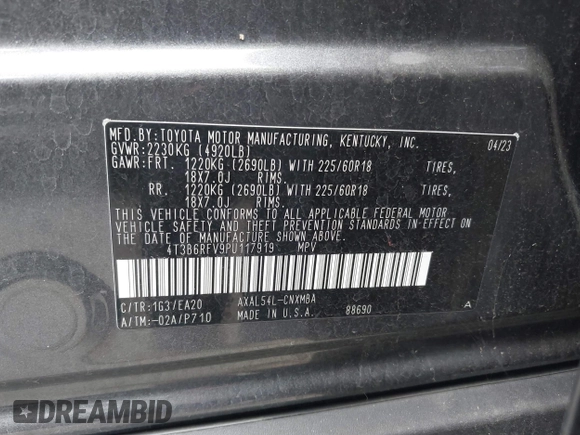 MFD.BY:TOYOTA MOTOR MANUFACTURING, KENTUCKY, INC. 04/23
GVWR:2230KG (4920LB)
GAWR:FRT. 1220KG (2690LB) WITH 225/60R18 TIRES,
18X7.0J RIMS.
RR. 1220KG (2690LB) WITH 225/60R18 TIRES,
18X7.0J RIMS.
THIS VEHICLE CONFORMS TO ALL APPLICABLE FEDERAL MOTOR
VEHICLE SAFETY AND THEFT PREVENTION STANDARDS IN EFFECT ON
THE DATE OF MANUFACTURE SHOWN ABOVE.
4T3B6RFV9PU117919 MPV
C/TR:1G3/EA20 AXAL54L-CNXMBA A
A/TM:-02A/P710 MADE IN U.S.A. 88690
DREAMBID